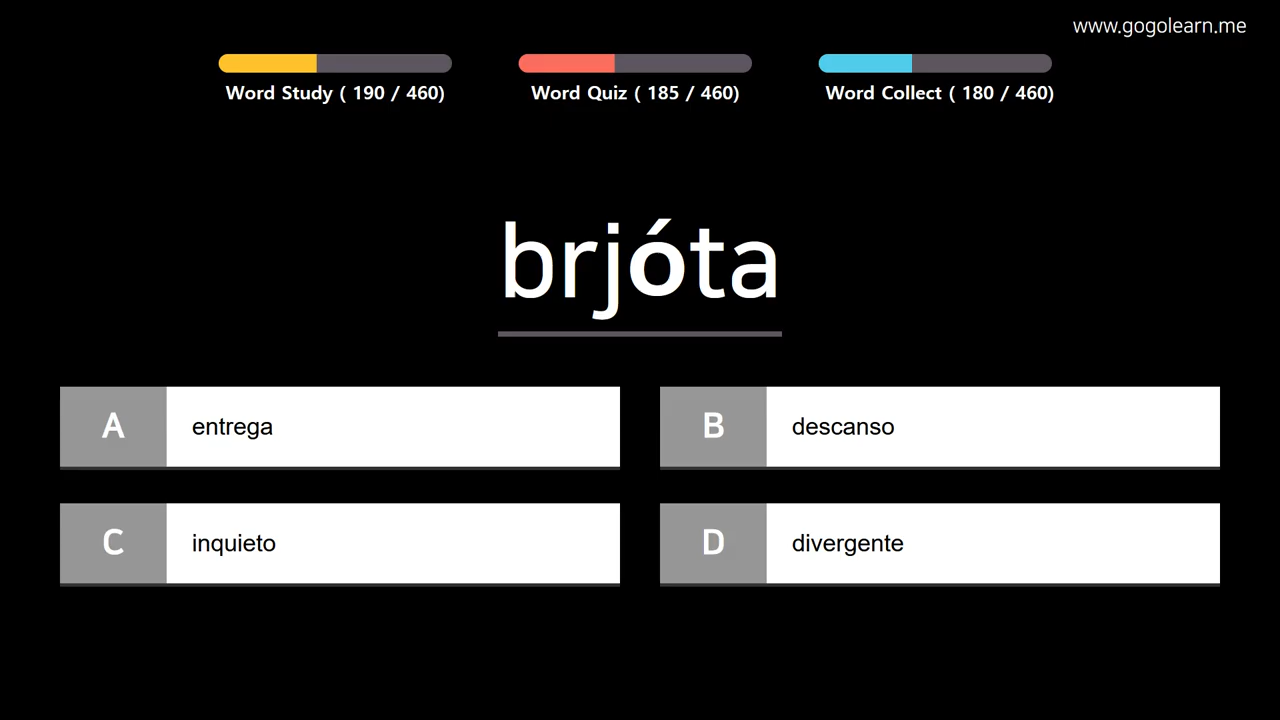 www.gogolearn.me
Word Study ( 190 / 460)
Word Quiz ( 185 / 460)
Word Collect ( 180 / 460)
brjóta
A entrega
B descanso
C inquieto
D divergente